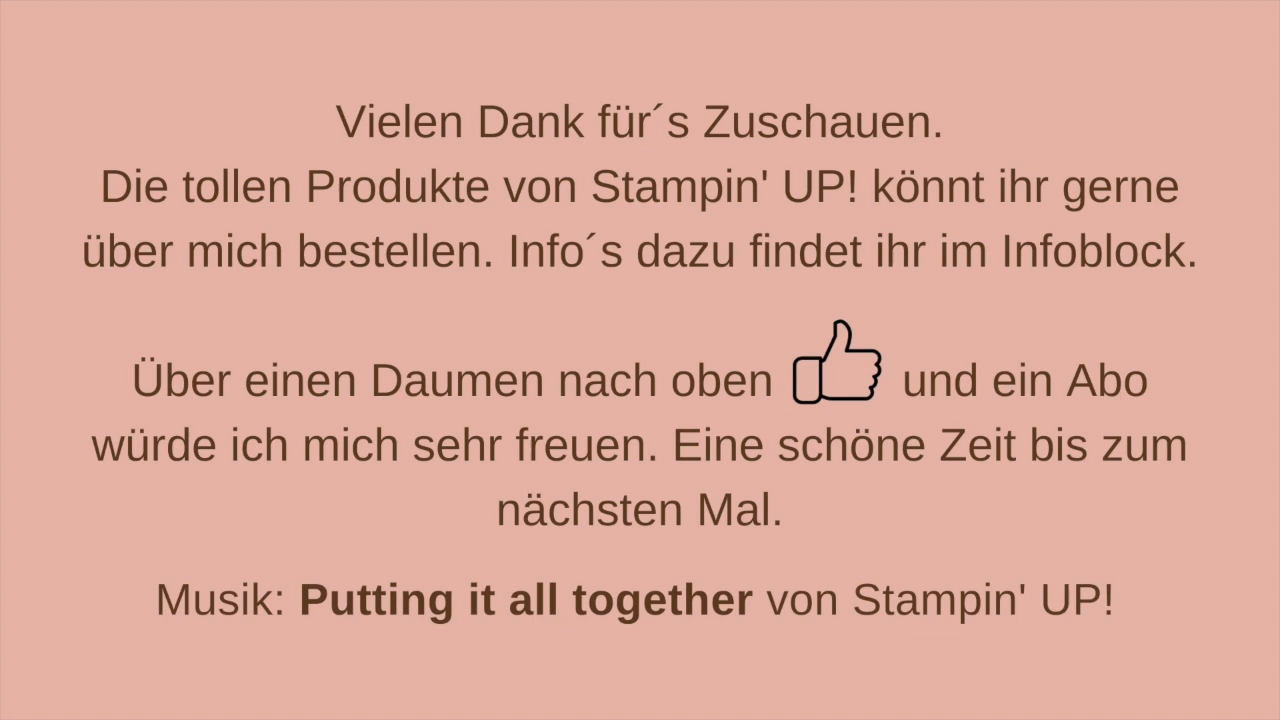 Vielen Dank für´s Zuschauen.
Die tollen Produkte von Stampin' UP! könnt ihr gerne
über mich bestellen. Info´s dazu findet ihr im Infoblock.
Über einen Daumen nach oben und ein Abo
würde ich mich sehr freuen. Eine schöne Zeit bis zum
nächsten Mal.
Musik: Putting it all together von Stampin' UP!